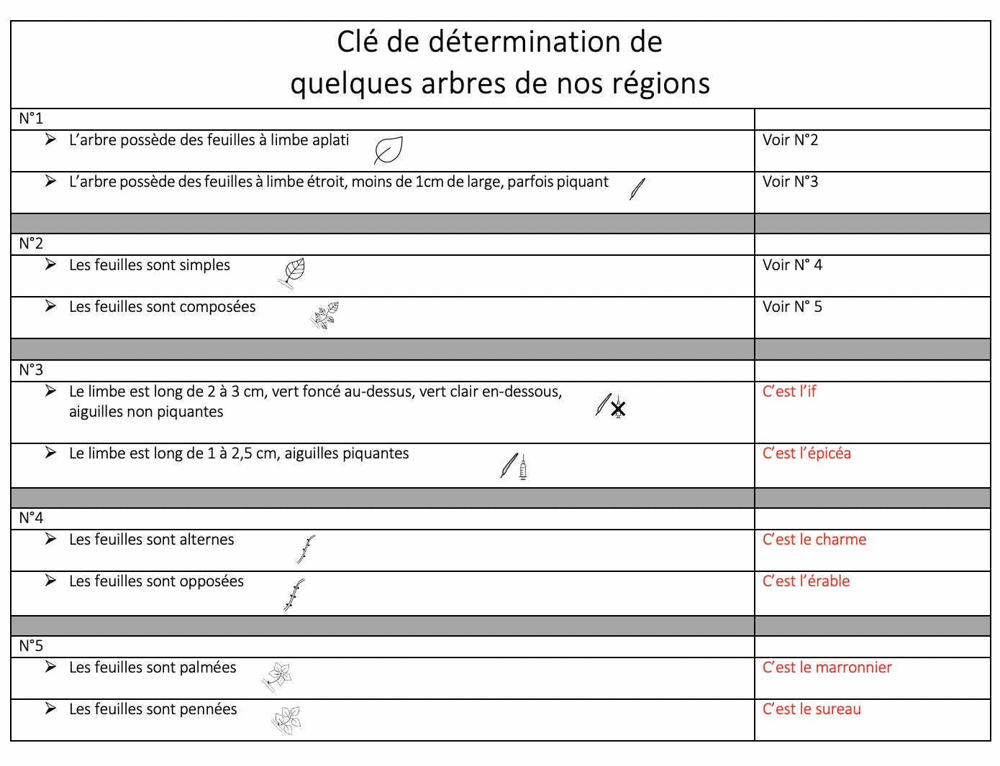 Clé de détermination de
quelques arbres de nos régions
N°1
L’arbre possède des feuilles à limbe aplati
Voir N°2
L’arbre possède des feuilles à limbe étroit, moins de 1cm de large, parfois piquant
Voir N°3
N°2
Les feuilles sont simples
Voir N° 4
Les feuilles sont composées
Voir N° 5
N°3
Le limbe est long de 2 à 3 cm, vert foncé au-dessus, vert clair en-dessous,
aiguilles non piquantes
C’est l’if
Le limbe est long de 1 à 2,5 cm, aiguilles piquantes
C’est l’épicéa
N°4
Les feuilles sont alternes
C’est le charme
Les feuilles sont opposées
C’est l’érable
N°5
Les feuilles sont palmées
C’est le marronnier
Les feuilles sont pennées
C’est le sureau